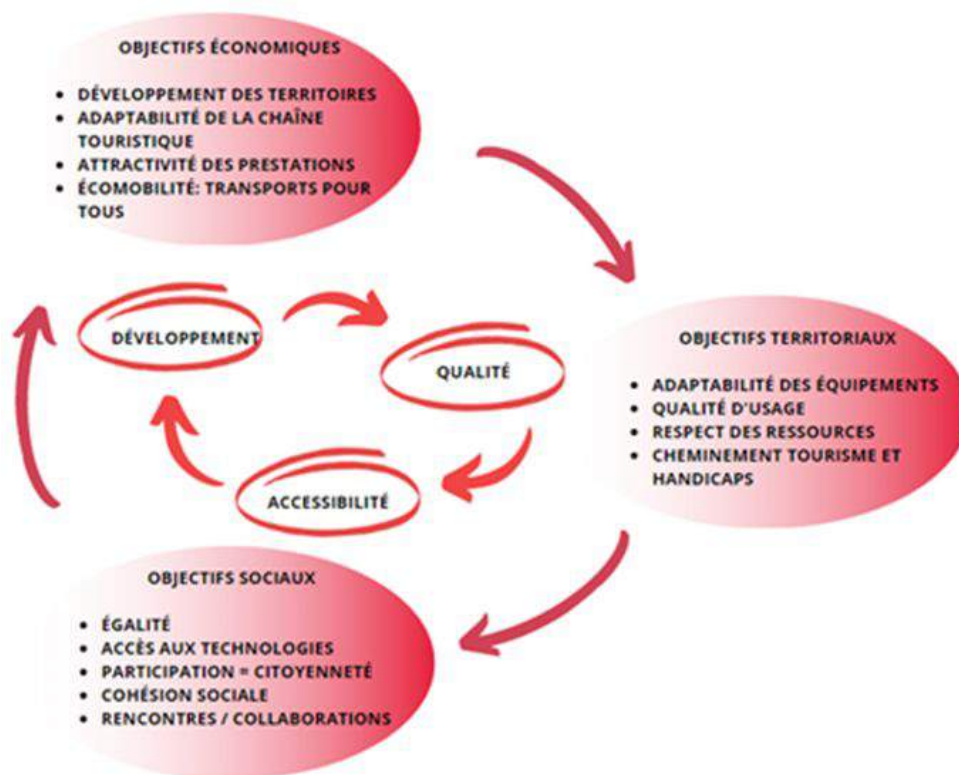 OBJECTIFS ÉCONOMIQUES
• DÉVELOPPEMENT DES TERRITOIRES
• ADAPTABILITÉ DE LA CHAÎNE
TOURISTIQUE
• ATTRACTIVITÉ DES PRESTATIONS
• ÉCOMOBILITÉ: TRANSPORTS POUR
TOUS
DÉVELOPPEMENT
QUALITÉ
ACCESSIBILITÉ
OBJECTIFS TERRITORIAUX
• ADAPTABILITÉ DES ÉQUIPEMENTS
• QUALITÉ D'USAGE
• RESPECT DES RESSOURCES
• CHEMINEMENT TOURISME ET
HANDICAPS
OBJECTIFS SOCIAUX
• ÉGALITÉ
• ACCÈS AUX TECHNOLOGIES
• PARTICIPATION = CITOYENNETÉ
• COHÉSION SOCIALE
• RENCONTRES / COLLABORATIONS